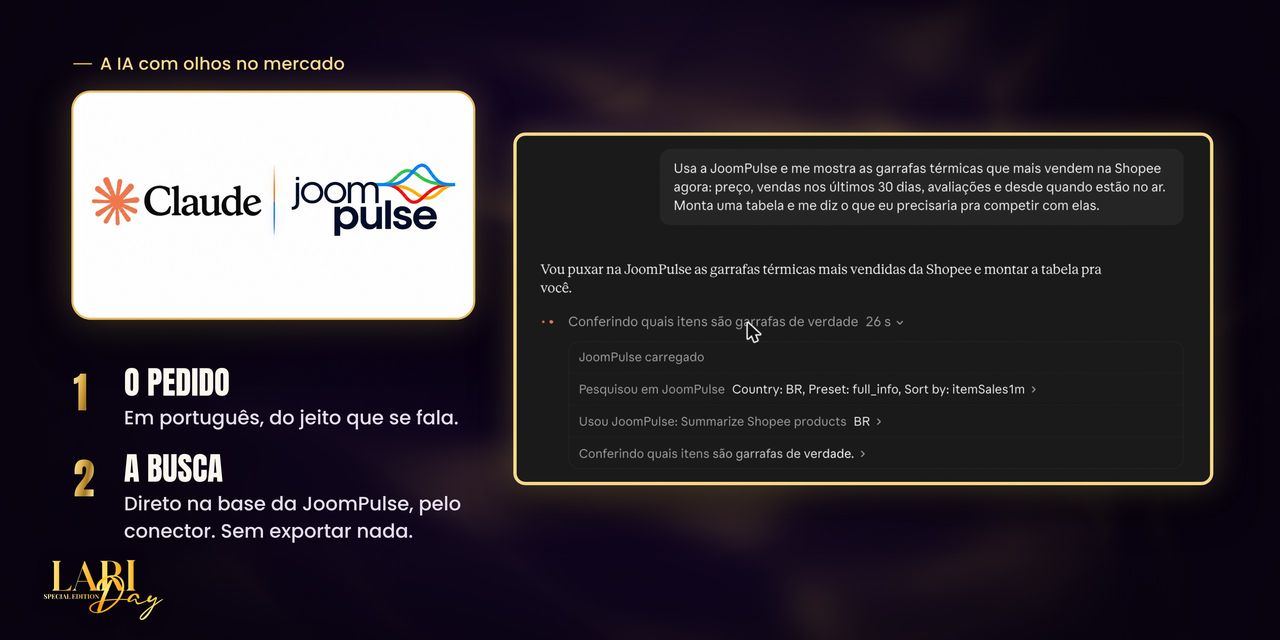 — A IA com olhos no mercado
Claude
joom
pulse
1
O PEDIDO
Em português, do jeito que se fala.
2
A BUSCA
Direto na base da JoomPulse, pelo
conector. Sem exportar nada.
LABI
SPECIAL EDITION
Day
Usa a JoomPulse e me mostra as garrafas térmicas que mais vendem na Shopee
agora: preço, vendas nos últimos 30 dias, avaliações e desde quando estão no ar.
Monta uma tabela e me diz o que eu precisaria pra competir com elas.
Vou puxar na JoomPulse as garrafas térmicas mais vendidas da Shopee e montar a tabela pra
você.
Conferindo quais itens são garrafas de verdade 26 s
JoomPulse carregado
Pesquisou em JoomPulse Country: BR, Preset: full_info, Sort by: itemSales1m >
Usou JoomPulse: Summarize Shopee products BR >
Conferindo quais itens são garrafas de verdade. >